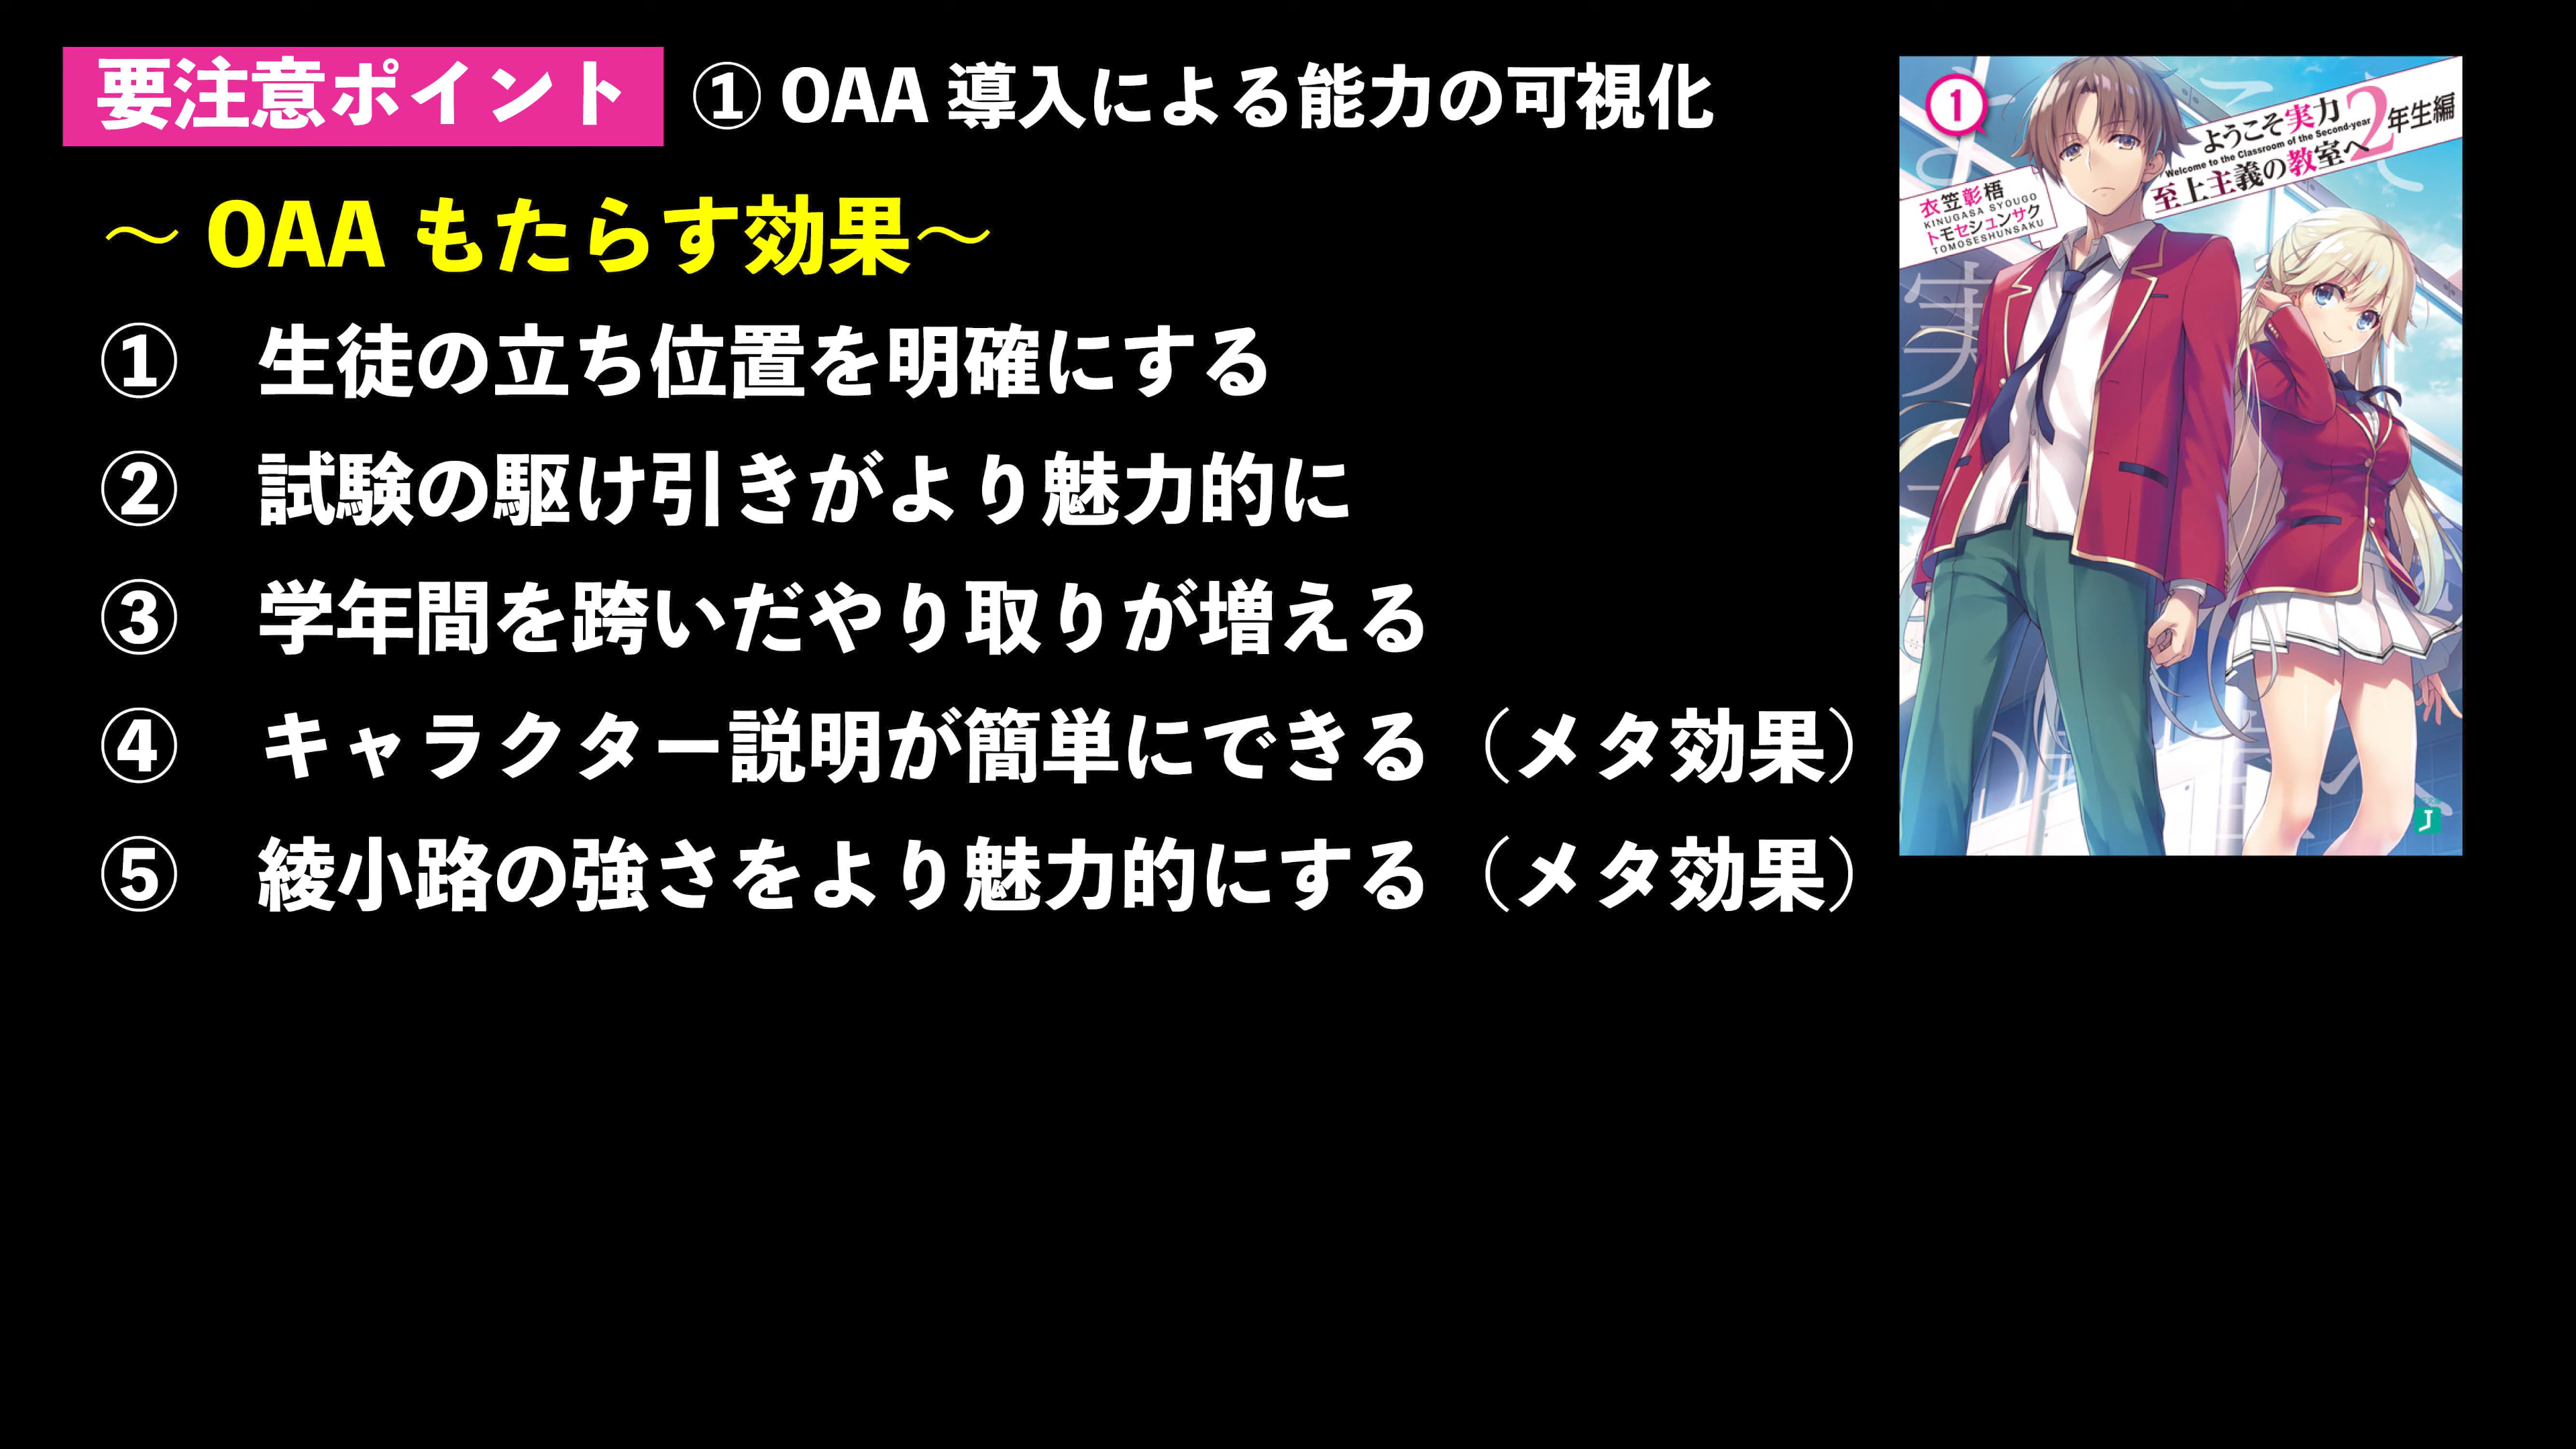 要注意ポイント ① OAA 導入による能力の可視化
～ OAA もたらす効果～
①　生徒の立ち位置を明確にする
②　試験の駆け引きがより魅力的に
③　学年間を跨いだやり取りが増える
④　キャラクター説明が簡単にできる（メタ効果）
⑤　綾小路の強さをより魅力的にする（メタ効果）
1
ようこそ実力
Welcome to the Classroom of the Second-year
至上主義の教室へ
2年生編
衣笠彰梧
KINUGASA SYOUGO
トモセシュンサク
TOMOSESHUNSAKU
J